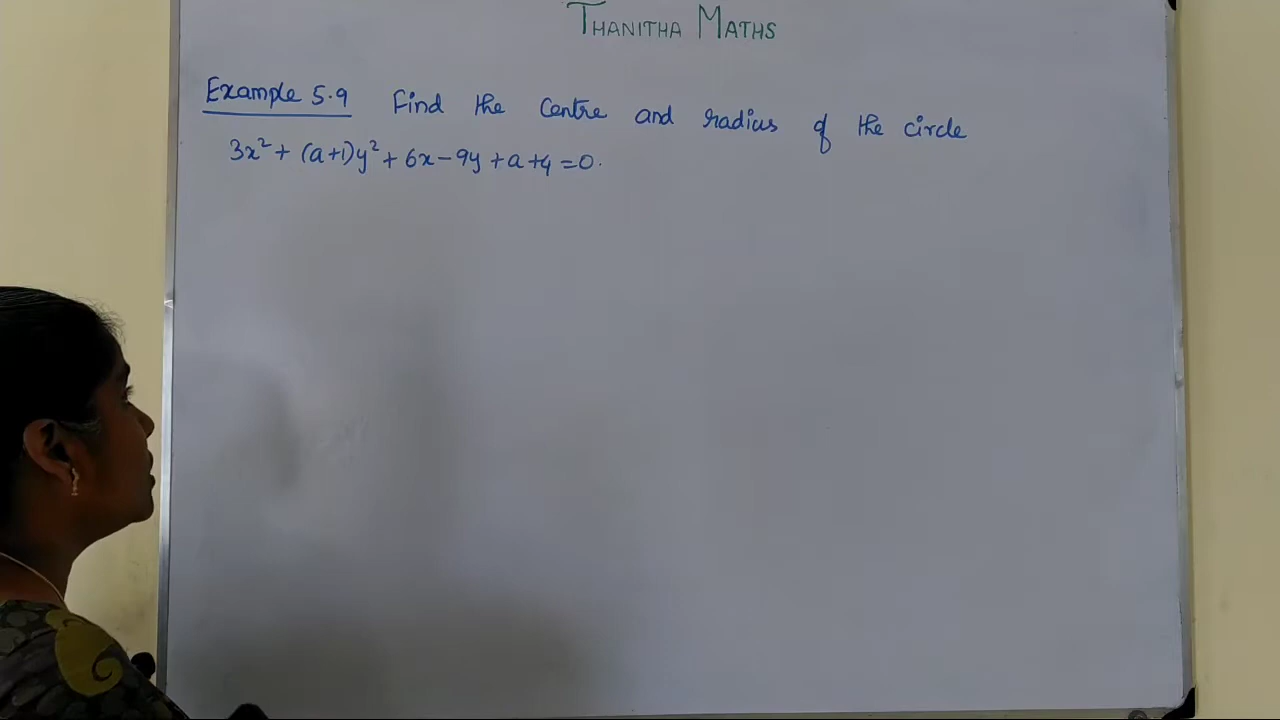 THANITHA MATHS
Example 5.9 Find the Centre and radius of the circle
3x² + (a+1)y² + 6x - 9y + a + 4 = 0.